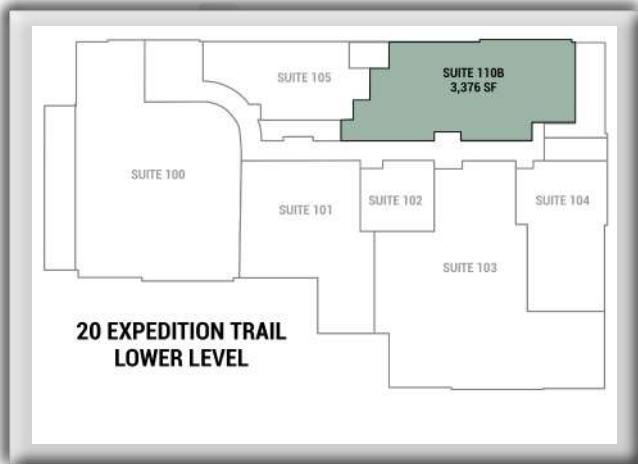 SUITE 105
SUITE 110B
3,376 SF
SUITE 100
SUITE 101
SUITE 102
SUITE 104
SUITE 103
20 EXPEDITION TRAIL
LOWER LEVEL